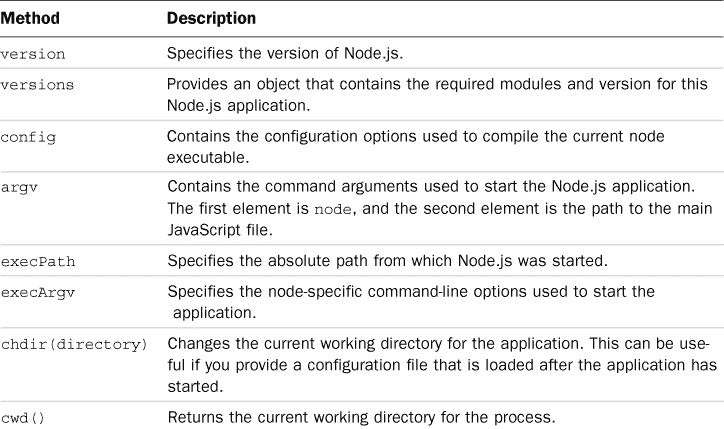 Method Description
version Specifies the version of Node.js.
versions Provides an object that contains the required modules and version for this
Node.js application.
config Contains the configuration options used to compile the current node
executable.
argv Contains the command arguments used to start the Node.js application.
The first element is node, and the second element is the path to the main
JavaScript file.
execPath Specifies the absolute path from which Node.js was started.
execArgv Specifies the node-specific command-line options used to start the
application.
chdir(directory) Changes the current working directory for the application. This can be use-
ful if you provide a configuration file that is loaded after the application has
started.
cwd() Returns the current working directory for the process.